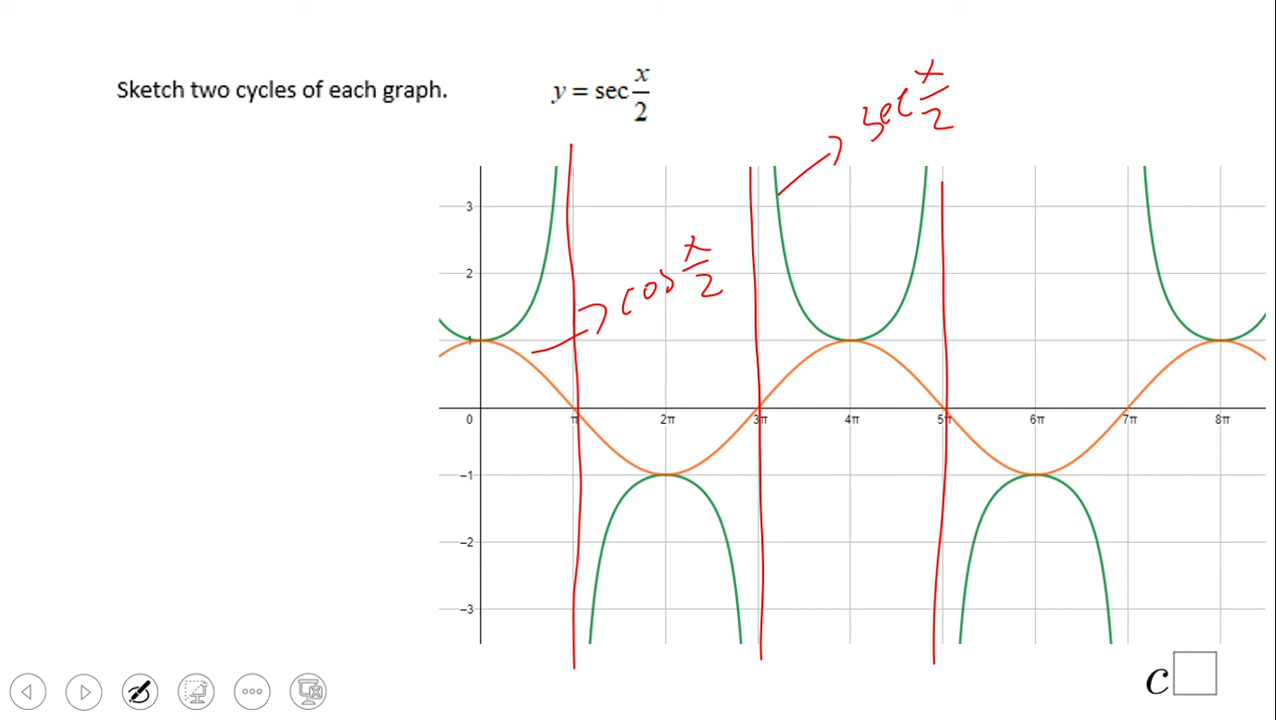 Sketch two cycles of each graph. y = sec x/2
sec x/2
cos x/2
3
2
1
0 π 2π 3π 4π 5π 6π 7π 8π
−1
−2
−3
c